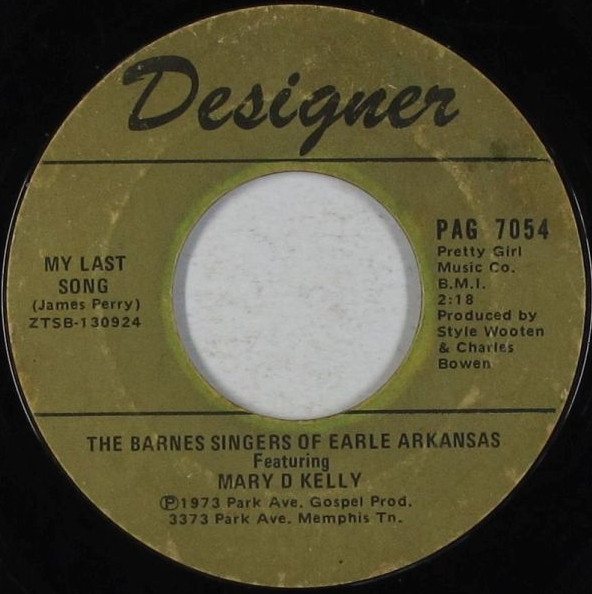 Designer
MY LAST
SONG
(James Perry)
ZTSB-130924
PAG 7054
Pretty Girl
Music Co.
B.M.I.
2:18
Produced by
Style Wooten
& Charles
Bowen
THE BARNES SINGERS OF EARLE ARKANSAS
Featuring
MARY D KELLY
℗1973 Park Ave. Gospel Prod.
3373 Park Ave. Memphis Tn.